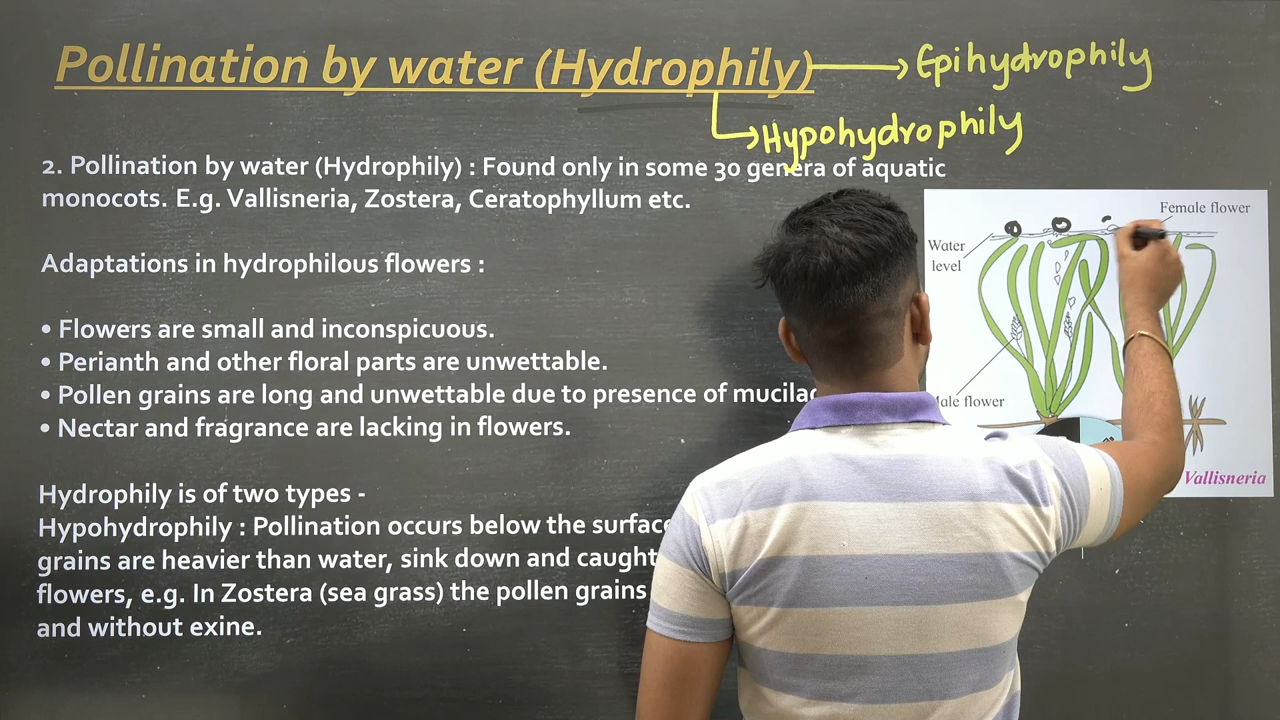 Pollination by water (Hydrophily)
Epihydrophily
Hypohydrophily
2. Pollination by water (Hydrophily) : Found only in some 30 genera of aquatic
monocots. E.g. Vallisneria, Zostera, Ceratophyllum etc.
Adaptations in hydrophilous flowers :
• Flowers are small and inconspicuous.
• Perianth and other floral parts are unwettable.
• Pollen grains are long and unwettable due to presence of
• Nectar and fragrance are lacking in flowers.
Hydrophily is of two types -
Hypohydrophily : Pollination occurs below the
grains are heavier than water, sink down and caught
flowers, e.g. In Zostera (sea grass) the pollen grains
and without exine.
Female flower
Water
level
flower
Vallisneria